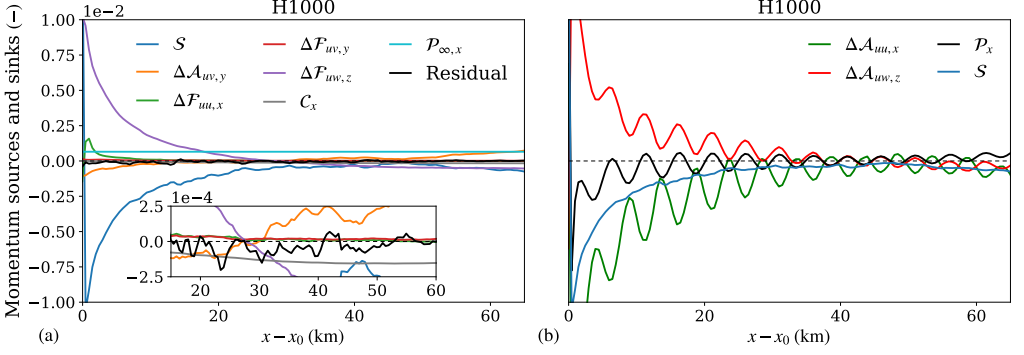 H1000
1e−2
Momentum sources and sinks (−)
1.00
0.75
0.50
0.25
0.00
−0.25
−0.50
−0.75
−1.00
𝒮
Δ𝒜uv, y
Δℱuu, x
Δℱuv, y
Δℱuw, z
𝒞x
𝒫∞, x
Residual
1e−4
2.5
0.0
−2.5
20 30 40 50 60
0 20 40 60
(a)
x − x0 (km)
H1000
Δ𝒜uu, x
Δ𝒜uw, z
𝒫x
𝒮
0 20 40 60
(b)
x − x0 (km)